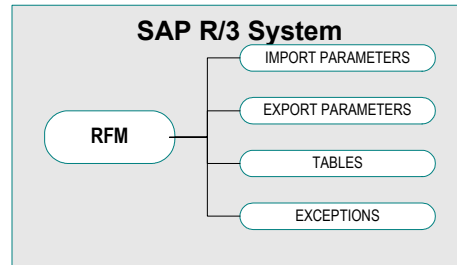 SAP R/3 System
IMPORT PARAMETERS
EXPORT PARAMETERS
RFM
TABLES
EXCEPTIONS